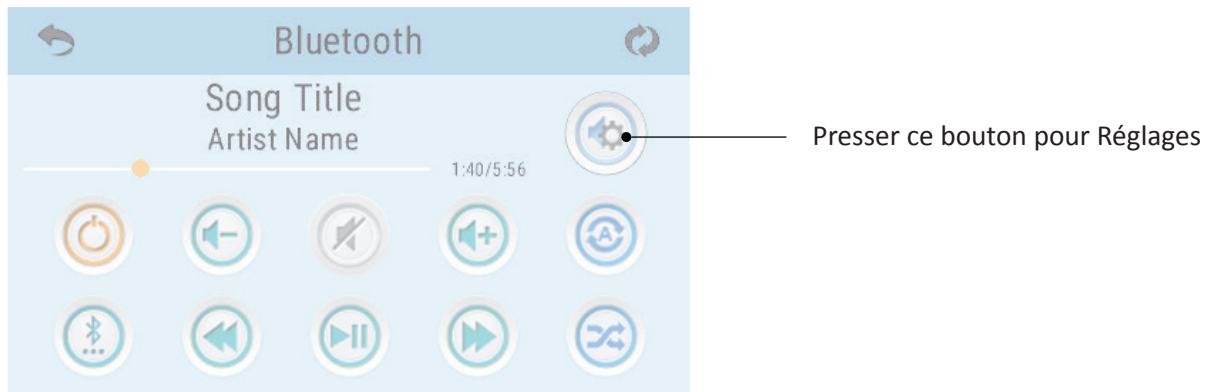 Bluetooth
Song Title
Artist Name
1:40/5:56
Presser ce bouton pour Réglages
A